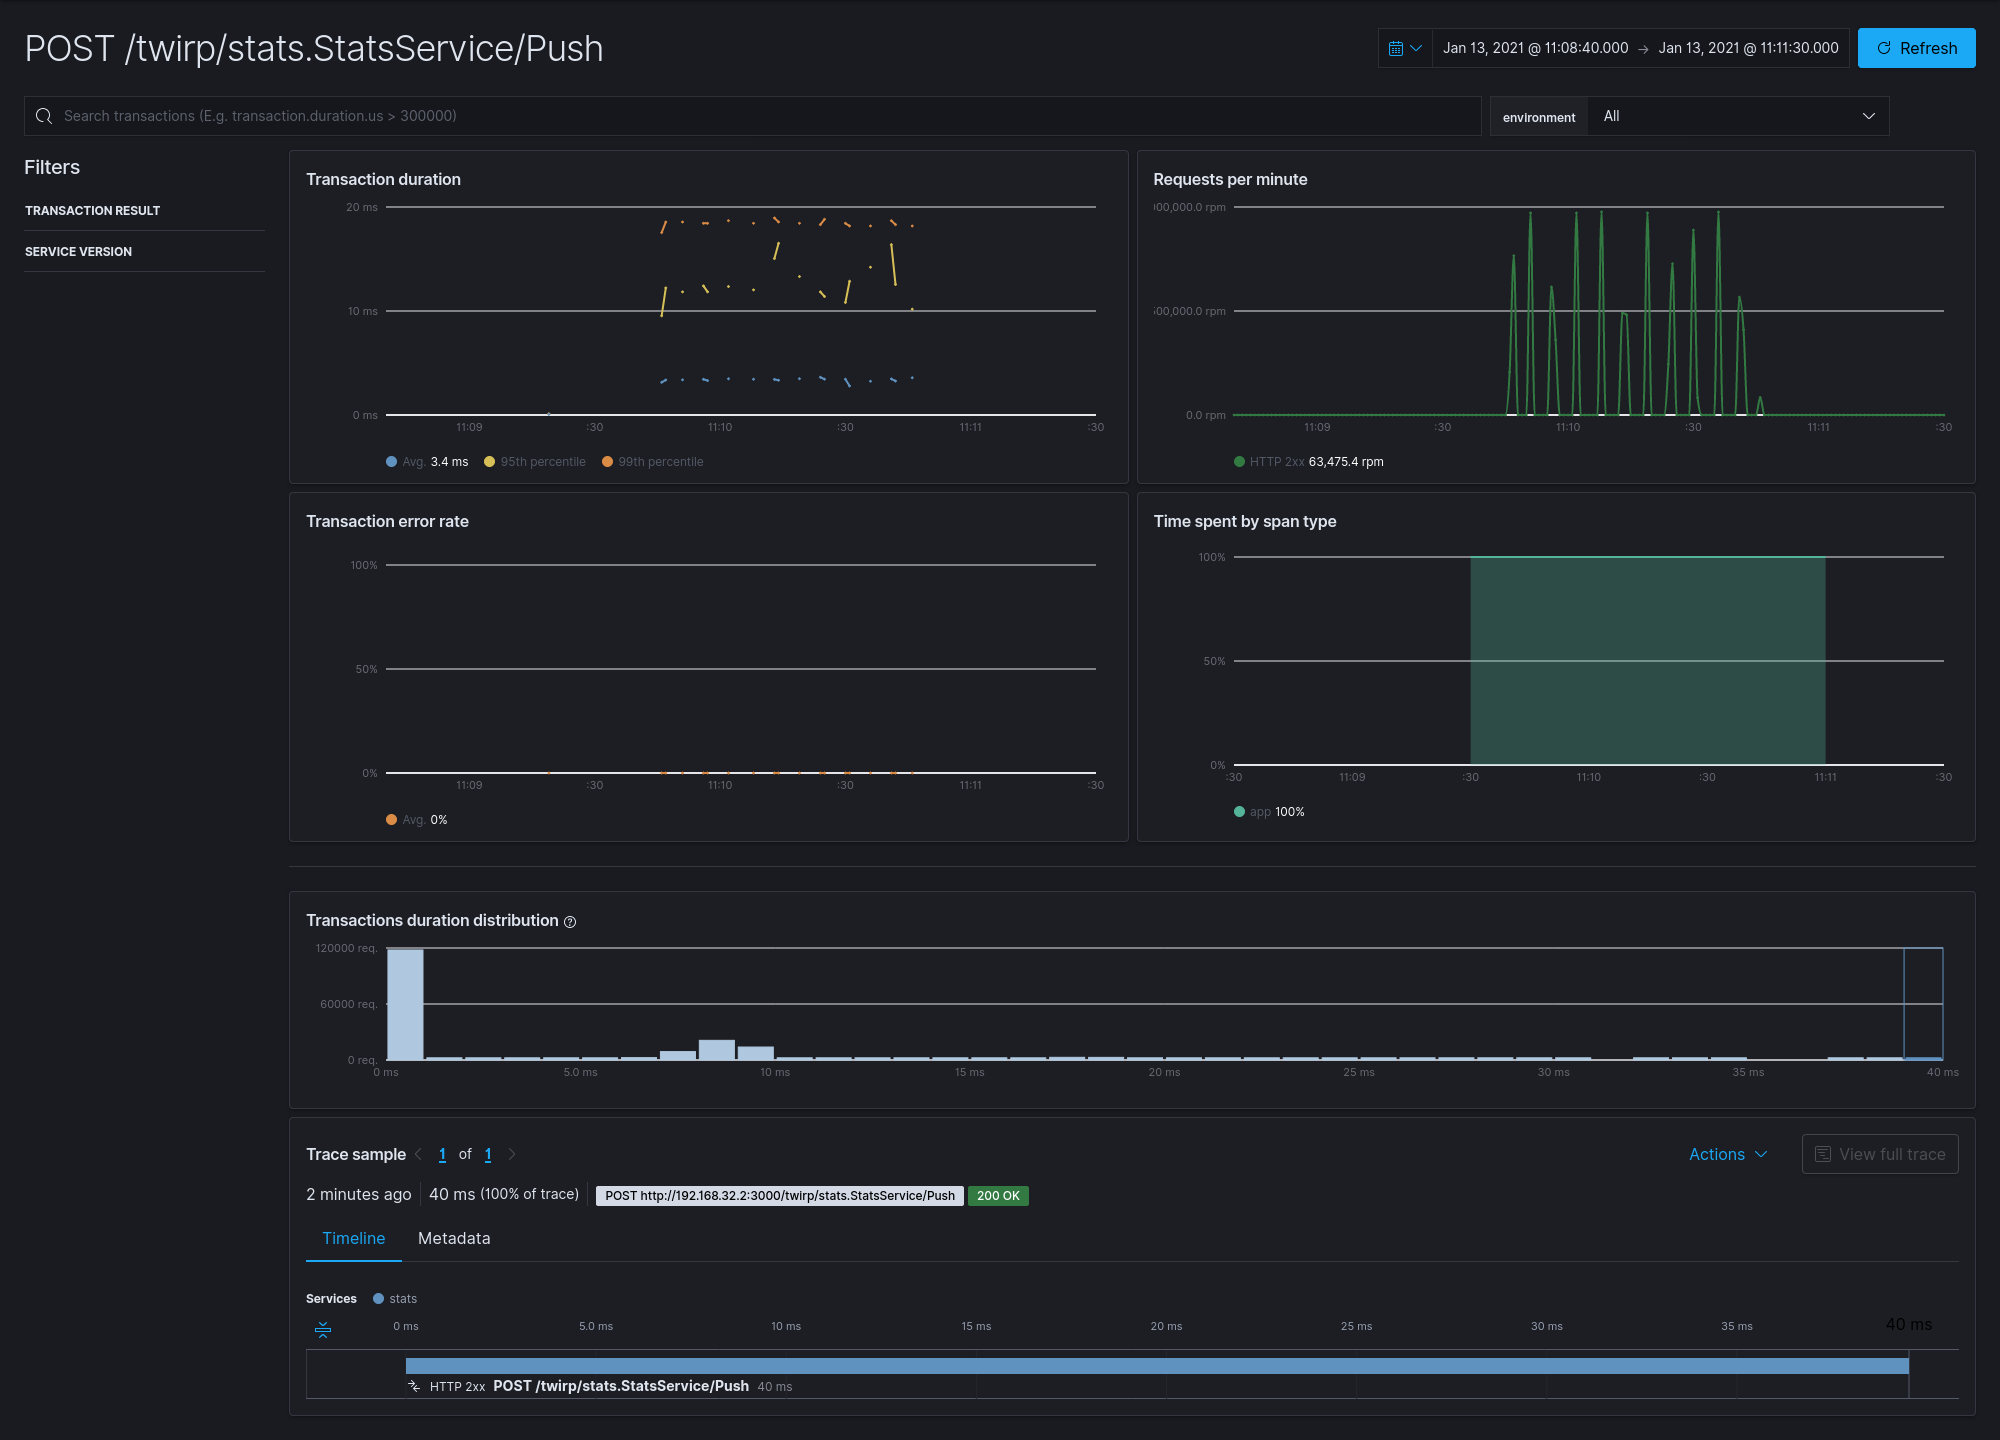 POST /twirp/stats.StatsService/Push
Jan 13, 2021 @ 11:08:40.000 → Jan 13, 2021 @ 11:11:30.000
Refresh
Search transactions (E.g. transaction.duration.us > 300000)
environment All
Filters
TRANSACTION RESULT
SERVICE VERSION
Transaction duration
20 ms
10 ms
0 ms
11:09 :30 11:10 :30 11:11 :30
Avg. 3.4 ms 95th percentile 99th percentile
Requests per minute
00,000.0 rpm
00,000.0 rpm
0.0 rpm
11:09 :30 11:10 :30 11:11 :30
HTTP 2xx 63,475.4 rpm
Transaction error rate
100%
50%
0%
11:09 :30 11:10 :30 11:11 :30
Avg. 0%
Time spent by span type
100%
50%
0%
:30 11:09 :30 11:10 :30 11:11 :30
app 100%
Transactions duration distribution
120000 req.
60000 req.
0 req.
0 ms 5.0 ms 10 ms 15 ms 20 ms 25 ms 30 ms 35 ms 40 ms
Trace sample 1 of 1
Actions
View full trace
2 minutes ago 40 ms (100% of trace) POST http://192.168.32.2:3000/twirp/stats.StatsService/Push 200 OK
Timeline Metadata
Services stats
0 ms 5.0 ms 10 ms 15 ms 20 ms 25 ms 30 ms 35 ms 40 ms
HTTP 2xx POST /twirp/stats.StatsService/Push 40 ms